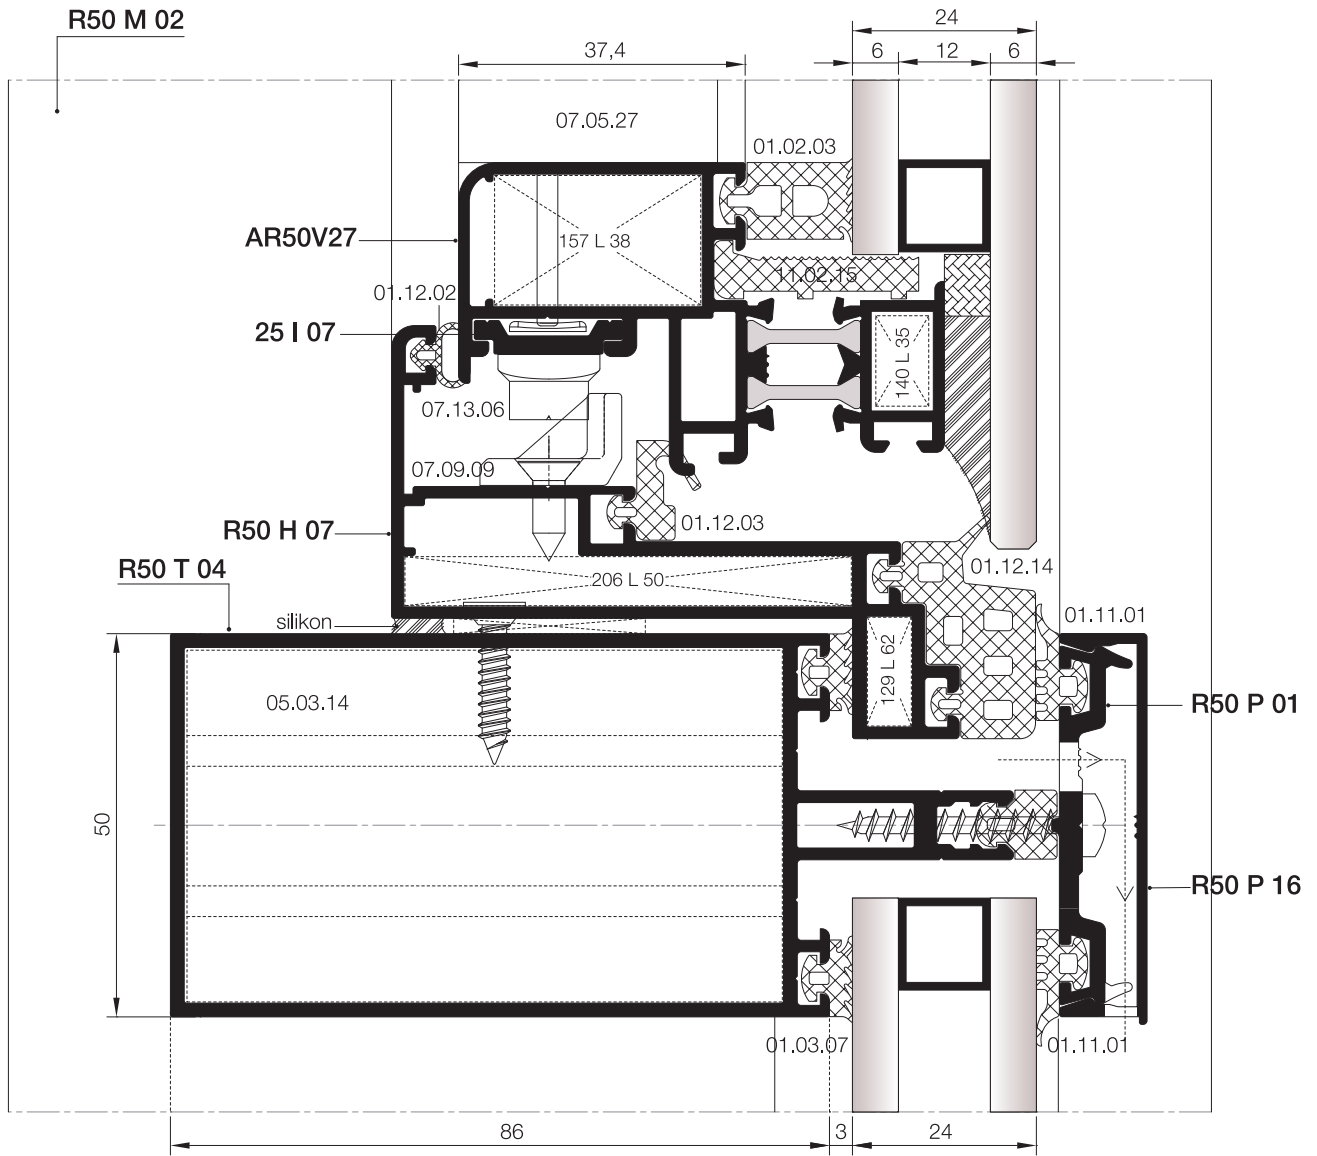 R50 M 02
24
37,4
6
12
6
07.05.27
01.02.03
AR50V27
157 L 38
11.02.15
01.12.02
25 I 07
140 L 35
07.13.06
07.09.09
01.12.03
R50 H 07
01.12.14
R50 T 04
206 L 50
silikon
01.11.01
129 L 62
05.03.14
R50 P 01
50
R50 P 16
01.03.07
01.11.01
86
3
24